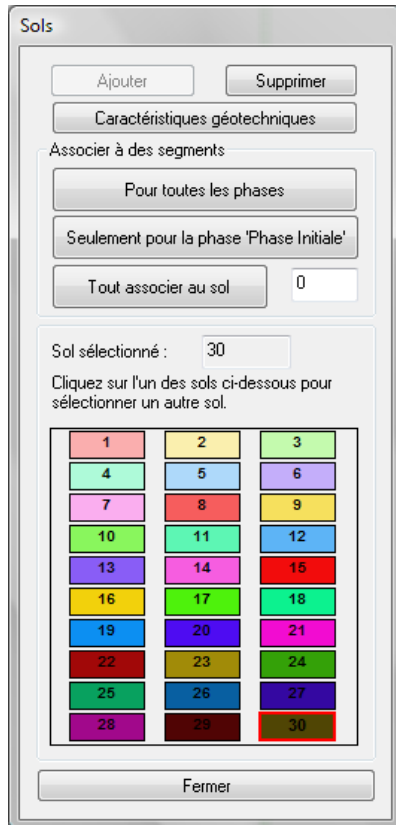 Sols
Ajouter Supprimer
Caractéristiques géotechniques
Associer à des segments
Pour toutes les phases
Seulement pour la phase 'Phase Initiale'
Tout associer au sol 0
Sol sélectionné : 30
Cliquez sur l'un des sols ci-dessous pour
sélectionner un autre sol.
1 2 3
4 5 6
7 8 9
10 11 12
13 14 15
16 17 18
19 20 21
22 23 24
25 26 27
28 29 30
Fermer